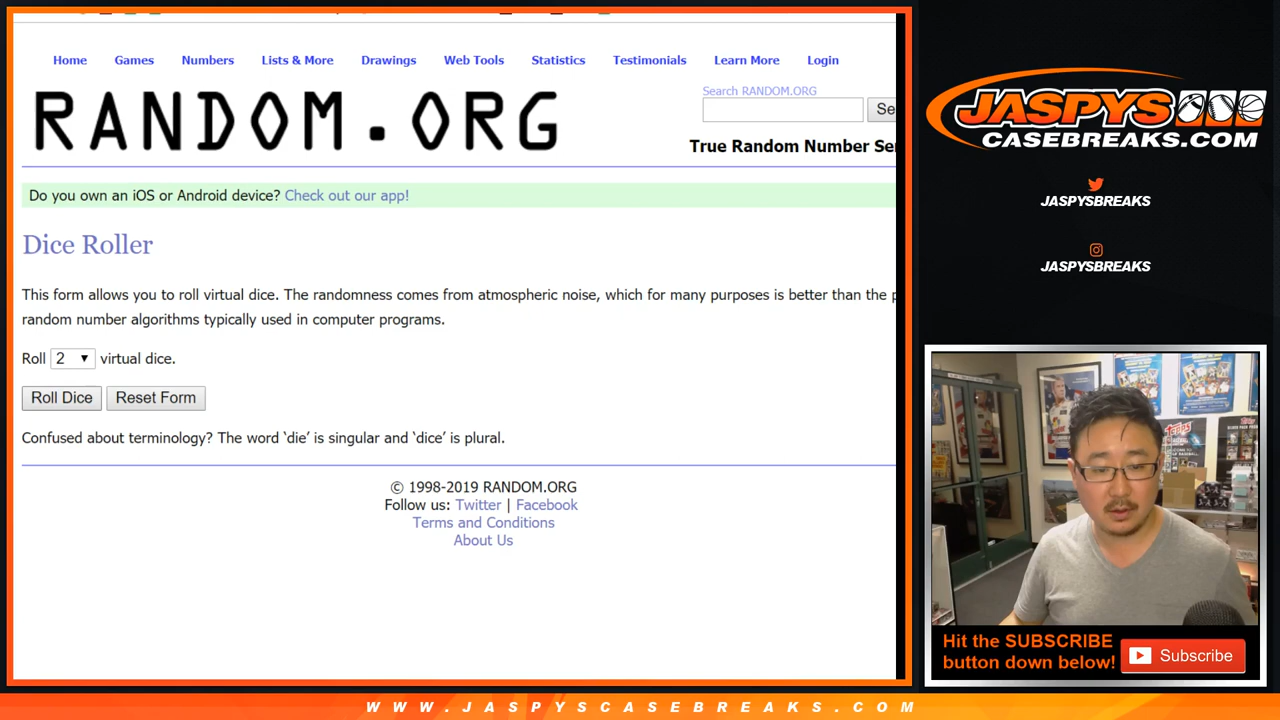 Home Games Numbers Lists & More Drawings Web Tools Statistics Testimonials Learn More Login
RANDOM.ORG
Search RANDOM.ORG
Se
True Random Number Ser
Do you own an iOS or Android device? Check out our app!
Dice Roller
This form allows you to roll virtual dice. The randomness comes from atmospheric noise, which for many purposes is better than the p
random number algorithms typically used in computer programs.
Roll 2 virtual dice.
Roll Dice Reset Form
Confused about terminology? The word ‘die’ is singular and ‘dice’ is plural.
© 1998-2019 RANDOM.ORG
Follow us: Twitter | Facebook
Terms and Conditions
About Us
JASPYS
CASEBREAKS.COM
JASPYSBREAKS
JASPYSBREAKS
Hit the SUBSCRIBE
button down below!
Subscribe
WWW.JASPYSCASEBREAKS.COM